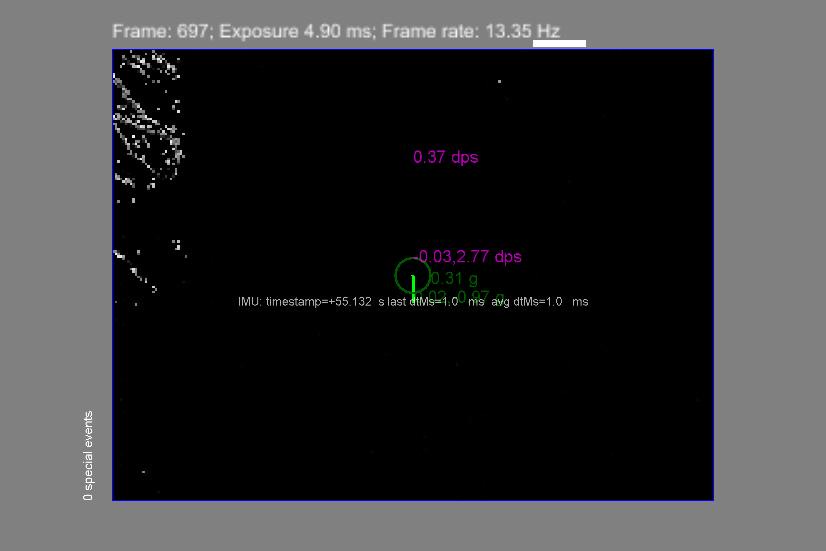 Frame: 697; Exposure 4.90 ms; Frame rate: 13.35 Hz
0.37 dps
-0.03,2.77 dps
0.31 g
0.97 g
IMU: timestamp=+55.132 s last dtMs=1.0 ms avg dtMs=1.0 ms
0 special events